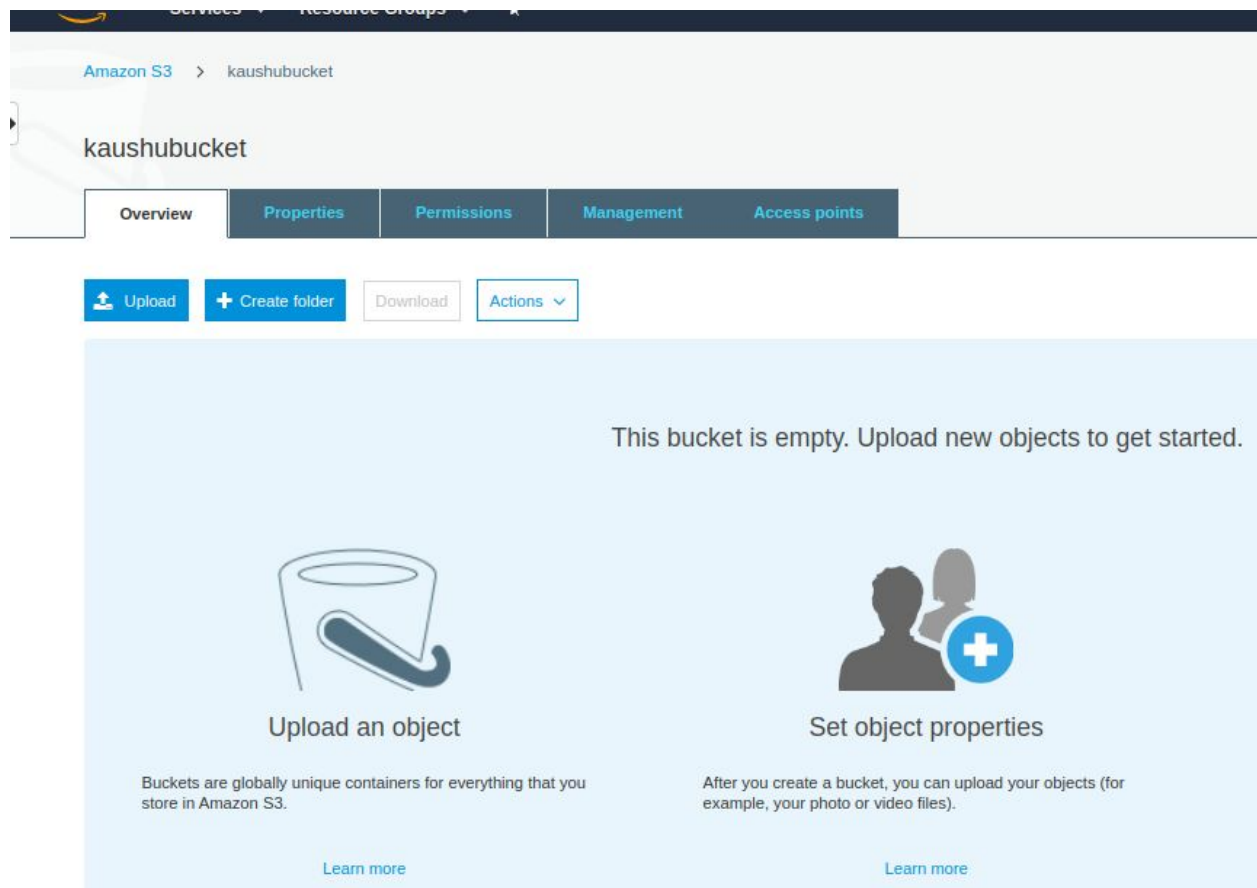 Services Resource Groups
Amazon S3 > kaushubucket
kaushubucket
Overview Properties Permissions Management Access points
Upload Create folder Download Actions
This bucket is empty. Upload new objects to get started.
Upload an object
Buckets are globally unique containers for everything that you
store in Amazon S3.
Learn more
Set object properties
After you create a bucket, you can upload your objects (for
example, your photo or video files).
Learn more